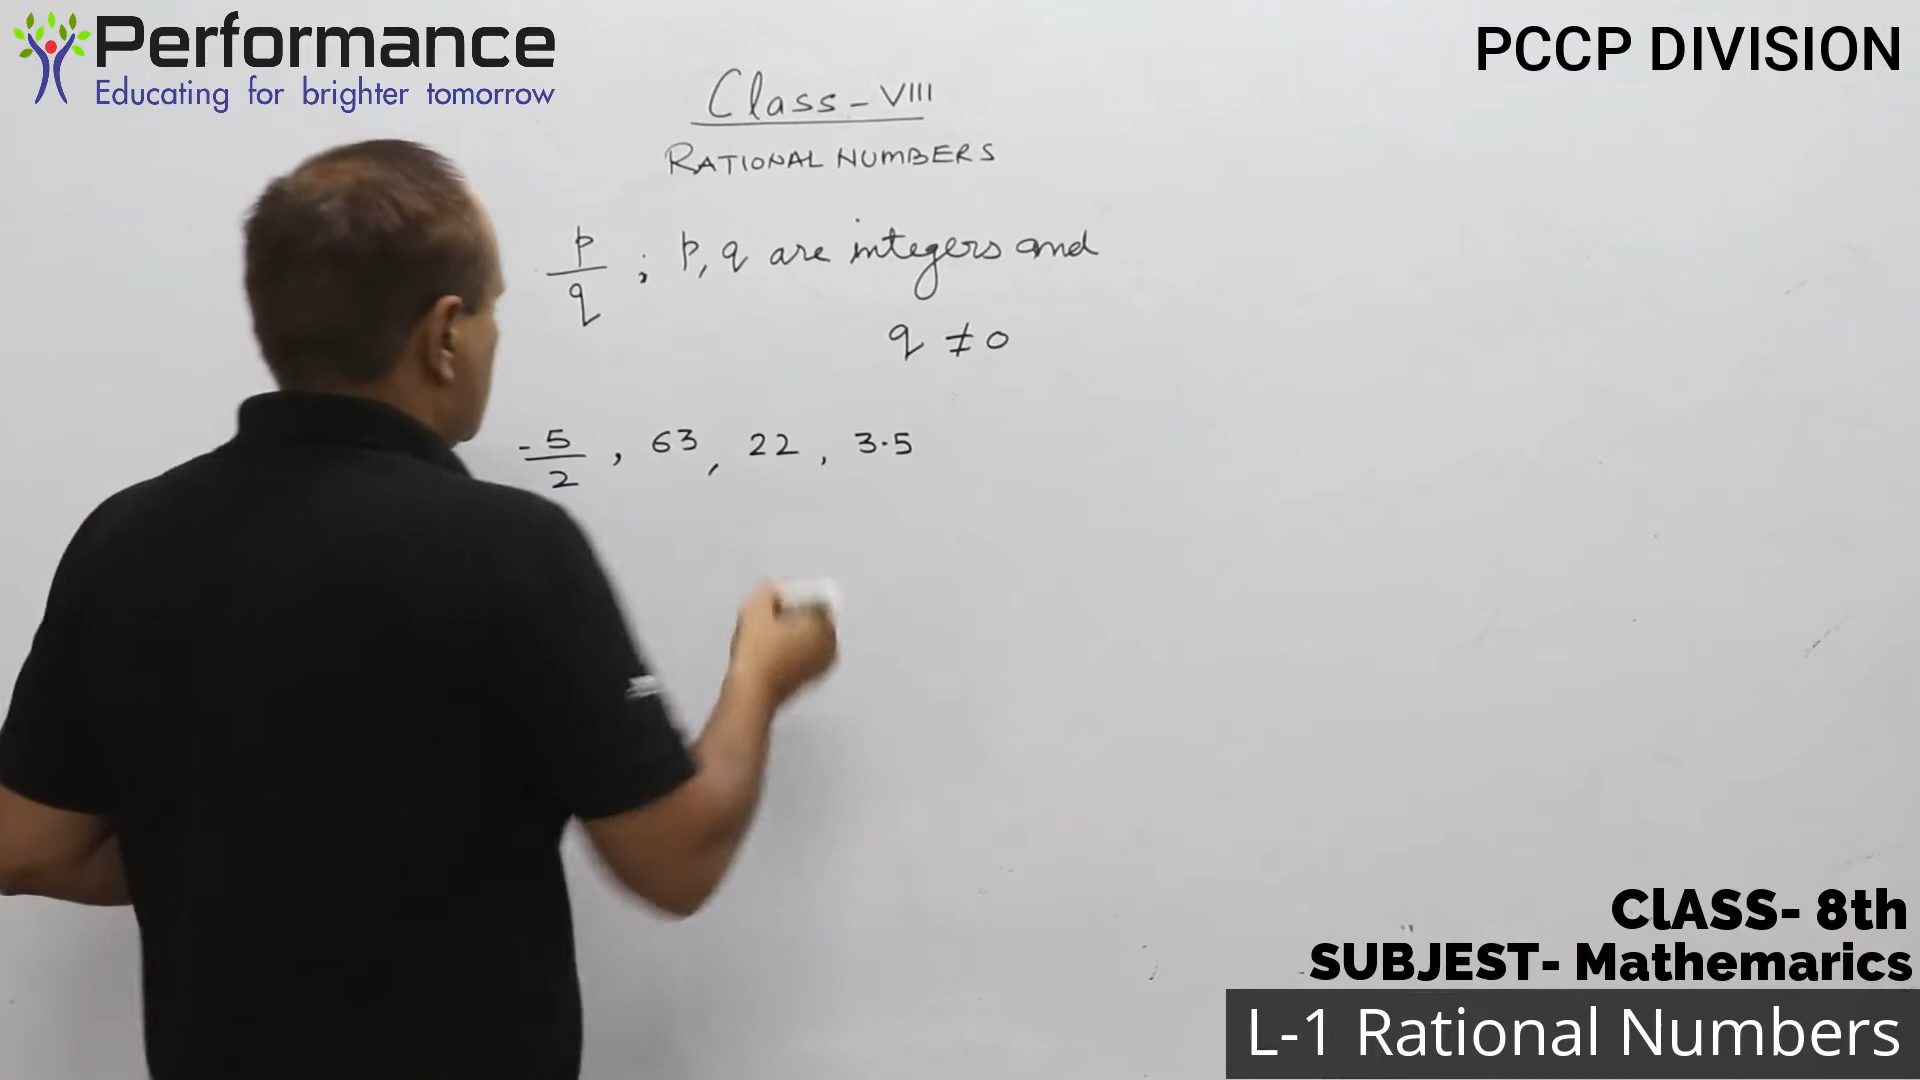 Performance
Educating for brighter tomorrow
PCCP DIVISION
Class - VIII
RATIONAL NUMBERS
p/q ; p, q are integers and
q ≠ 0
-5/2 , 63 , 22 , 3.5
ClASS- 8th
SUBJEST- Mathemarics
L-1 Rational Numbers